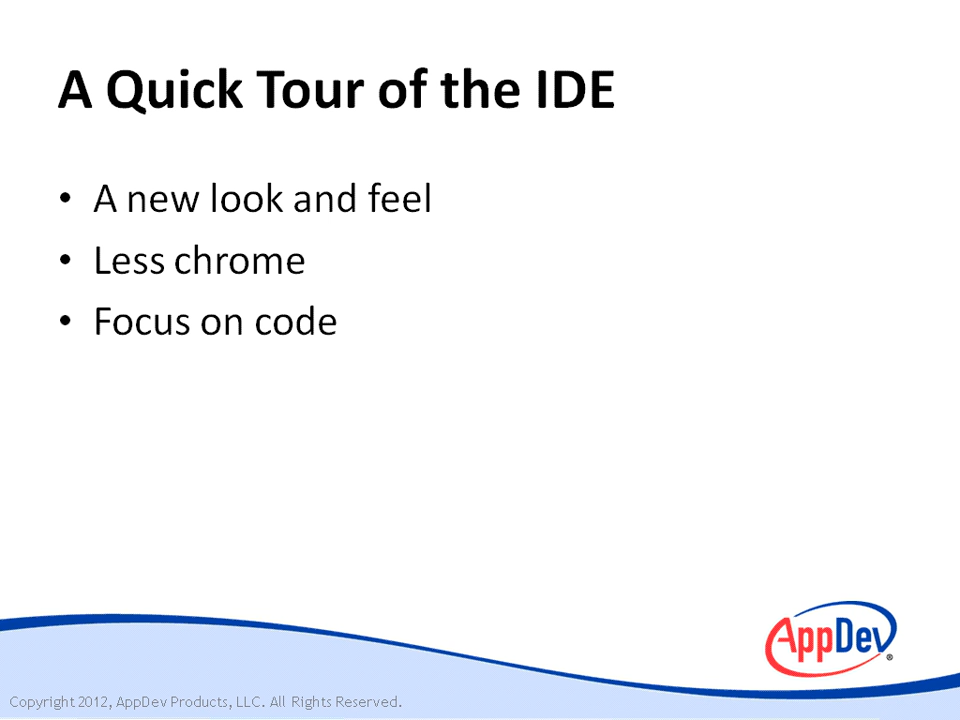 A Quick Tour of the IDE
• A new look and feel
• Less chrome
• Focus on code
AppDev®
Copyright 2012, AppDev Products, LLC. All Rights Reserved.